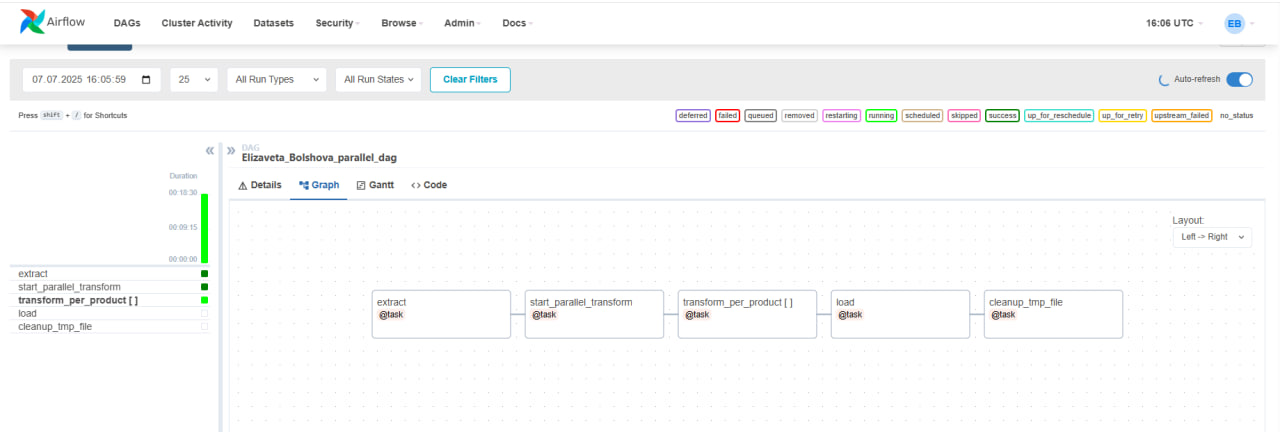 Airflow DAGs Cluster Activity Datasets Security Browse Admin Docs 16:06 UTC EB
07.07.2025 16:05:59 25 All Run Types All Run States Clear Filters Auto-refresh
Press shift + / for Shortcuts deferred failed queued removed restarting running scheduled skipped success up_for_reschedule up_for_retry upstream_failed no_status
DAG
Elizaveta_Bolshova_parallel_dag
Duration
00:18:30
00:09:15
00:00:00
Details Graph Gantt Code
Layout:
Left -> Right
extract
start_parallel_transform
transform_per_product [ ]
load
cleanup_tmp_file
extract
@task
start_parallel_transform
@task
transform_per_product [ ]
@task
load
@task
cleanup_tmp_file
@task